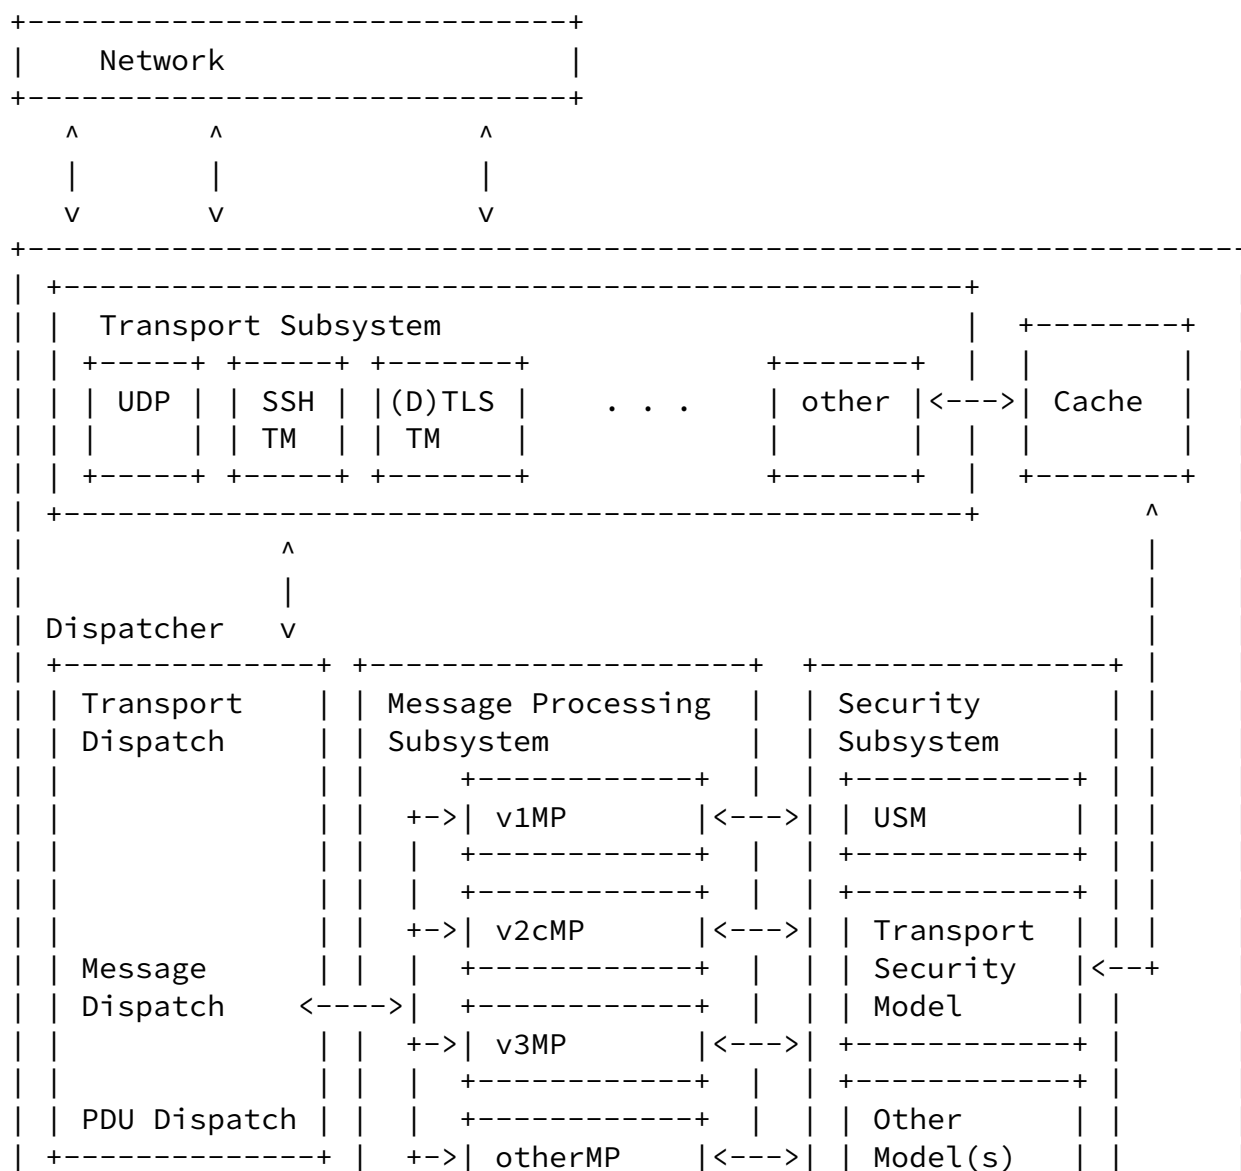 Network
Transport Subsystem
UDP SSH (D)TLS . . . other Cache
TM TM
Dispatcher
Transport Message Processing Security
Dispatch Subsystem Subsystem
v1MP USM
v2cMP Transport
Message Security
Dispatch Model
v3MP
PDU Dispatch Other
otherMP Model(s)